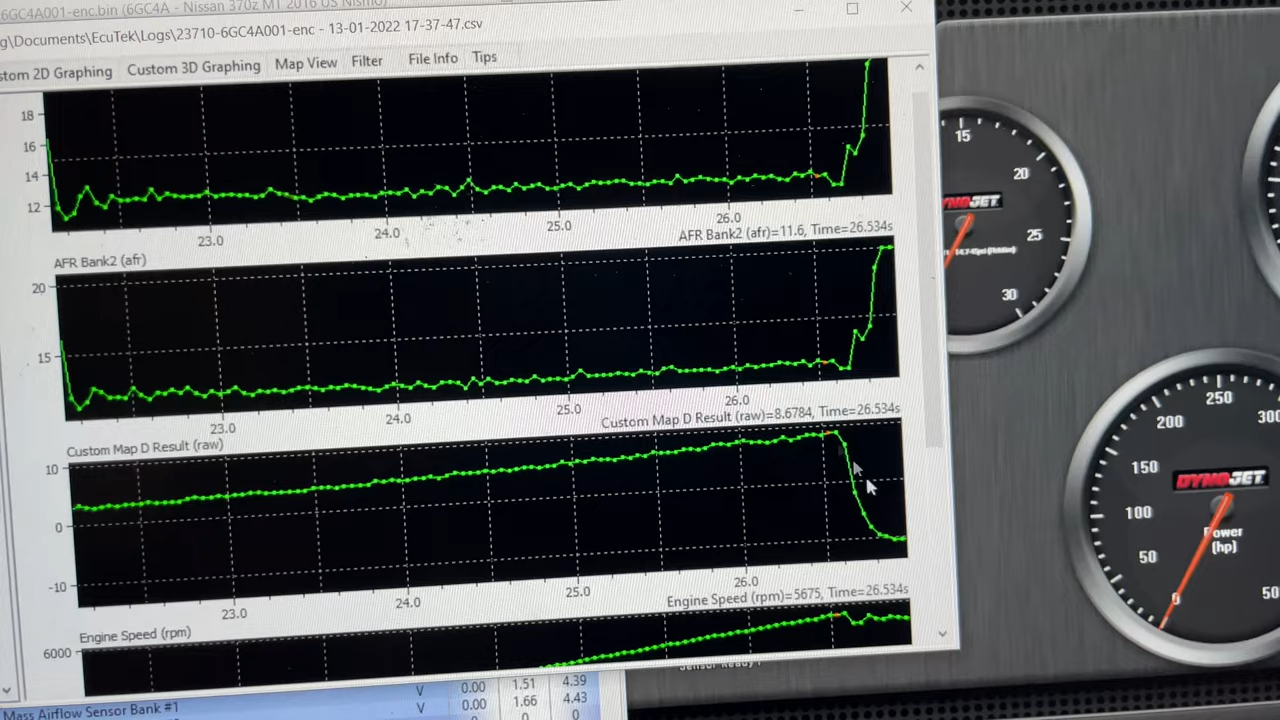 6GC4A001-enc.bin (6GC4A - Nissan 370z MT 2016 US Nismo)
g\Documents\EcuTek\Logs\23710-6GC4A001-enc - 13-01-2022 17-37-47.csv
stom 2D Graphing Custom 3D Graphing Map View Filter File Info Tips
18
16
14
12
23.0 24.0 25.0 26.0
AFR Bank2 (afr)=11.6, Time=26.534s
AFR Bank2 (afr)
20
15
23.0 24.0 25.0 26.0
Custom Map D Result (raw)=8.6784, Time=26.534s
Custom Map D Result (raw)
10
0
-10
23.0 24.0 25.0 26.0
Engine Speed (rpm)=5675, Time=26.534s
Engine Speed (rpm)
6000
V 0.00 1.51 4.39
Mass Airflow Sensor Bank #1 V 0.00 1.66 4.43
0 0 0
15
20
25
30
DYNOJET
50
100
150
200
250
300
DYNOJET
Power
(hp)
0
50